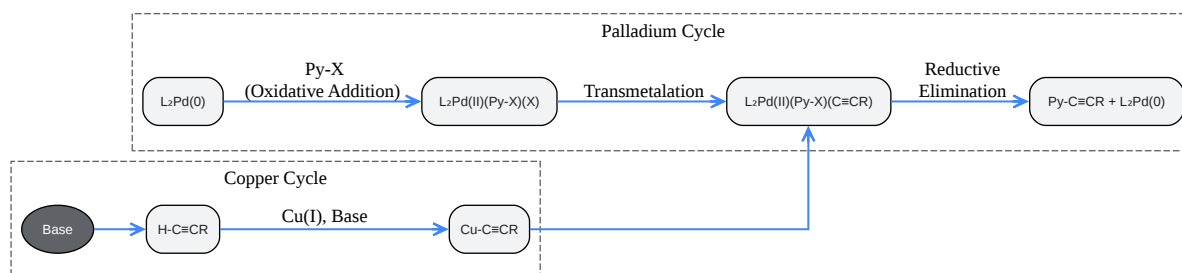 Palladium Cycle
Py-X
(Oxidative Addition)
Transmetalation
Reductive
Elimination
L₂Pd(0)
L₂Pd(II)(Py-X)(X)
L₂Pd(II)(Py-X)(C≡CR)
Py-C≡CR + L₂Pd(0)
Copper Cycle
Cu(I), Base
Base
H-C≡CR
Cu-C≡CR